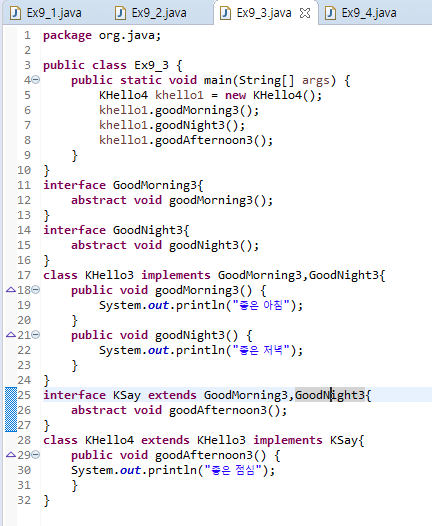 Ex9_1.java Ex9_2.java Ex9_3.java Ex9_4.java
1 package org.java;
2
3 public class Ex9_3 {
4 public static void main(String[] args) {
5 KHello4 khello1 = new KHello4();
6 khello1.goodMorning3();
7 khello1.goodNight3();
8 khello1.goodAfternoon3();
9 }
10 }
11 interface GoodMorning3{
12 abstract void goodMorning3();
13 }
14 interface GoodNight3{
15 abstract void goodNight3();
16 }
17 class KHello3 implements GoodMorning3,GoodNight3{
18 public void goodMorning3() {
19 System.out.println("좋은 아침");
20 }
21 public void goodNight3() {
22 System.out.println("좋은 저녁");
23 }
24 }
25 interface KSay extends GoodMorning3,GoodNight3{
26 abstract void goodAfternoon3();
27 }
28 class KHello4 extends KHello3 implements KSay{
29 public void goodAfternoon3() {
30 System.out.println("좋은 점심");
31 }
32 }